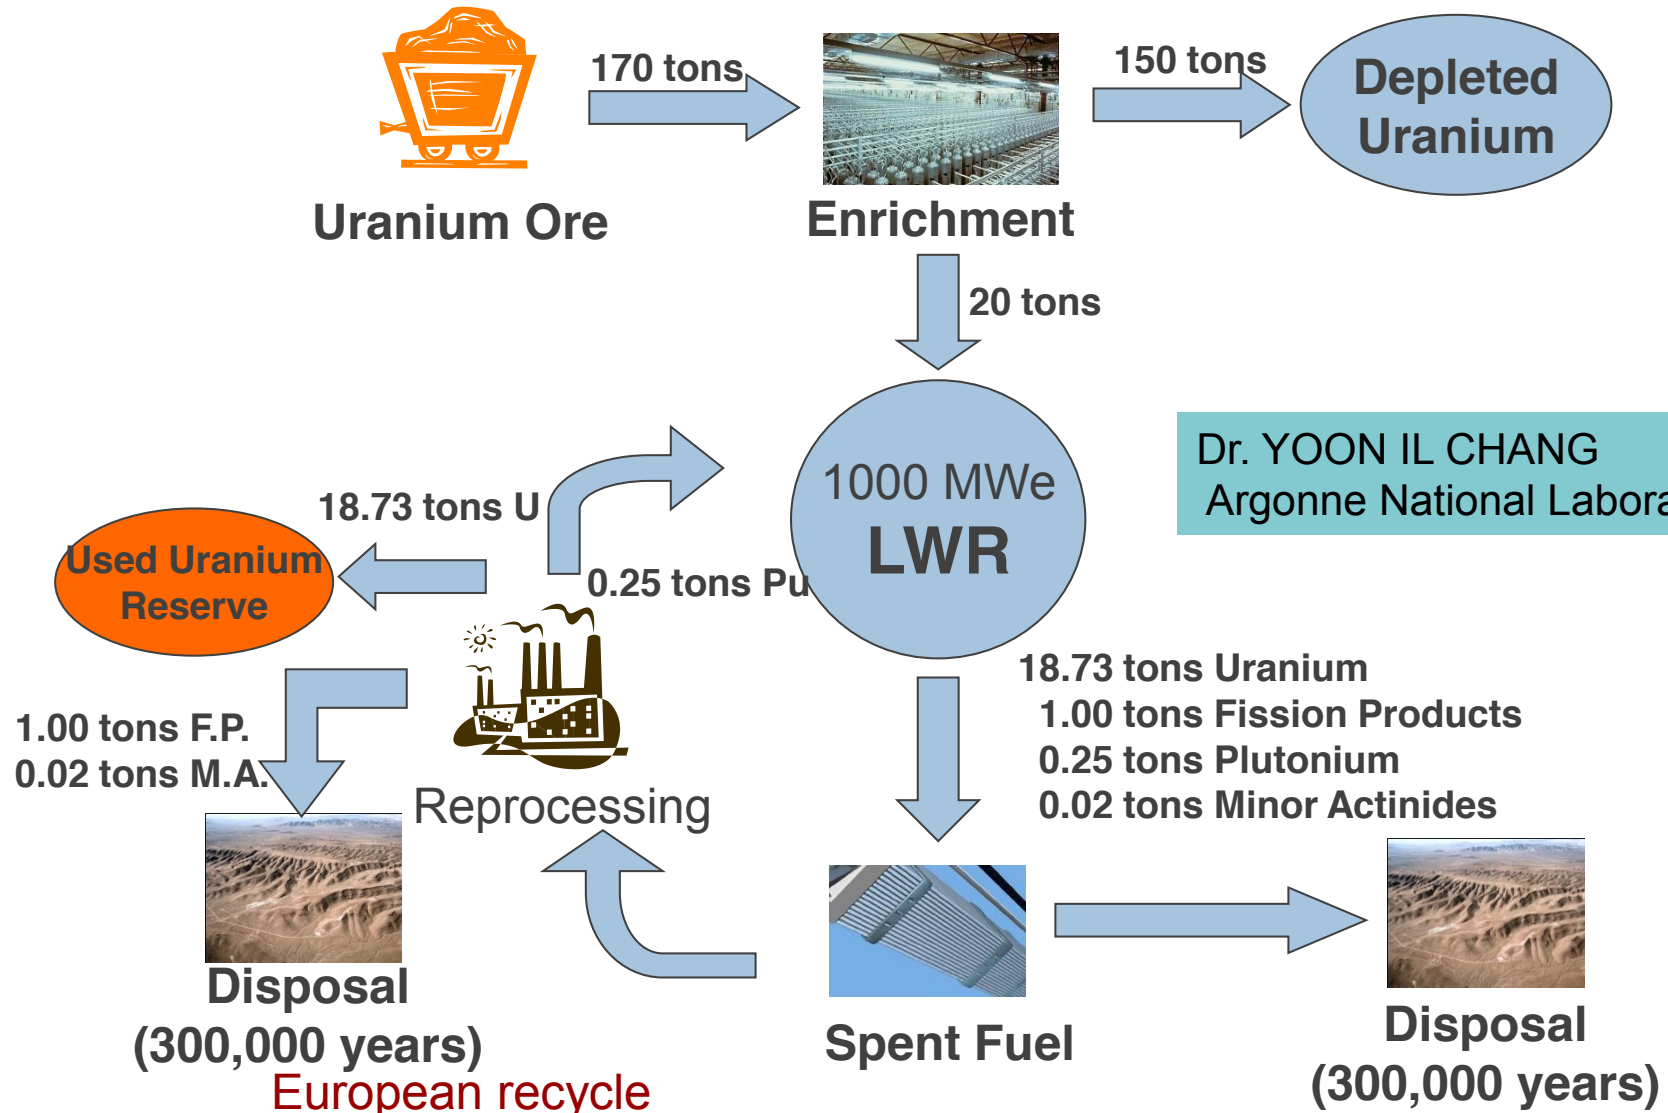 170 tons
150 tons
Depleted
Uranium
Uranium Ore
Enrichment
20 tons
1000 MWe
LWR
Dr. YOON IL CHANG
Argonne National Labora
18.73 tons U
Used Uranium
Reserve
0.25 tons Pu
18.73 tons Uranium
1.00 tons Fission Products
0.25 tons Plutonium
0.02 tons Minor Actinides
1.00 tons F.P.
0.02 tons M.A.
Reprocessing
Disposal
(300,000 years)
European recycle
Spent Fuel
Disposal
(300,000 years)